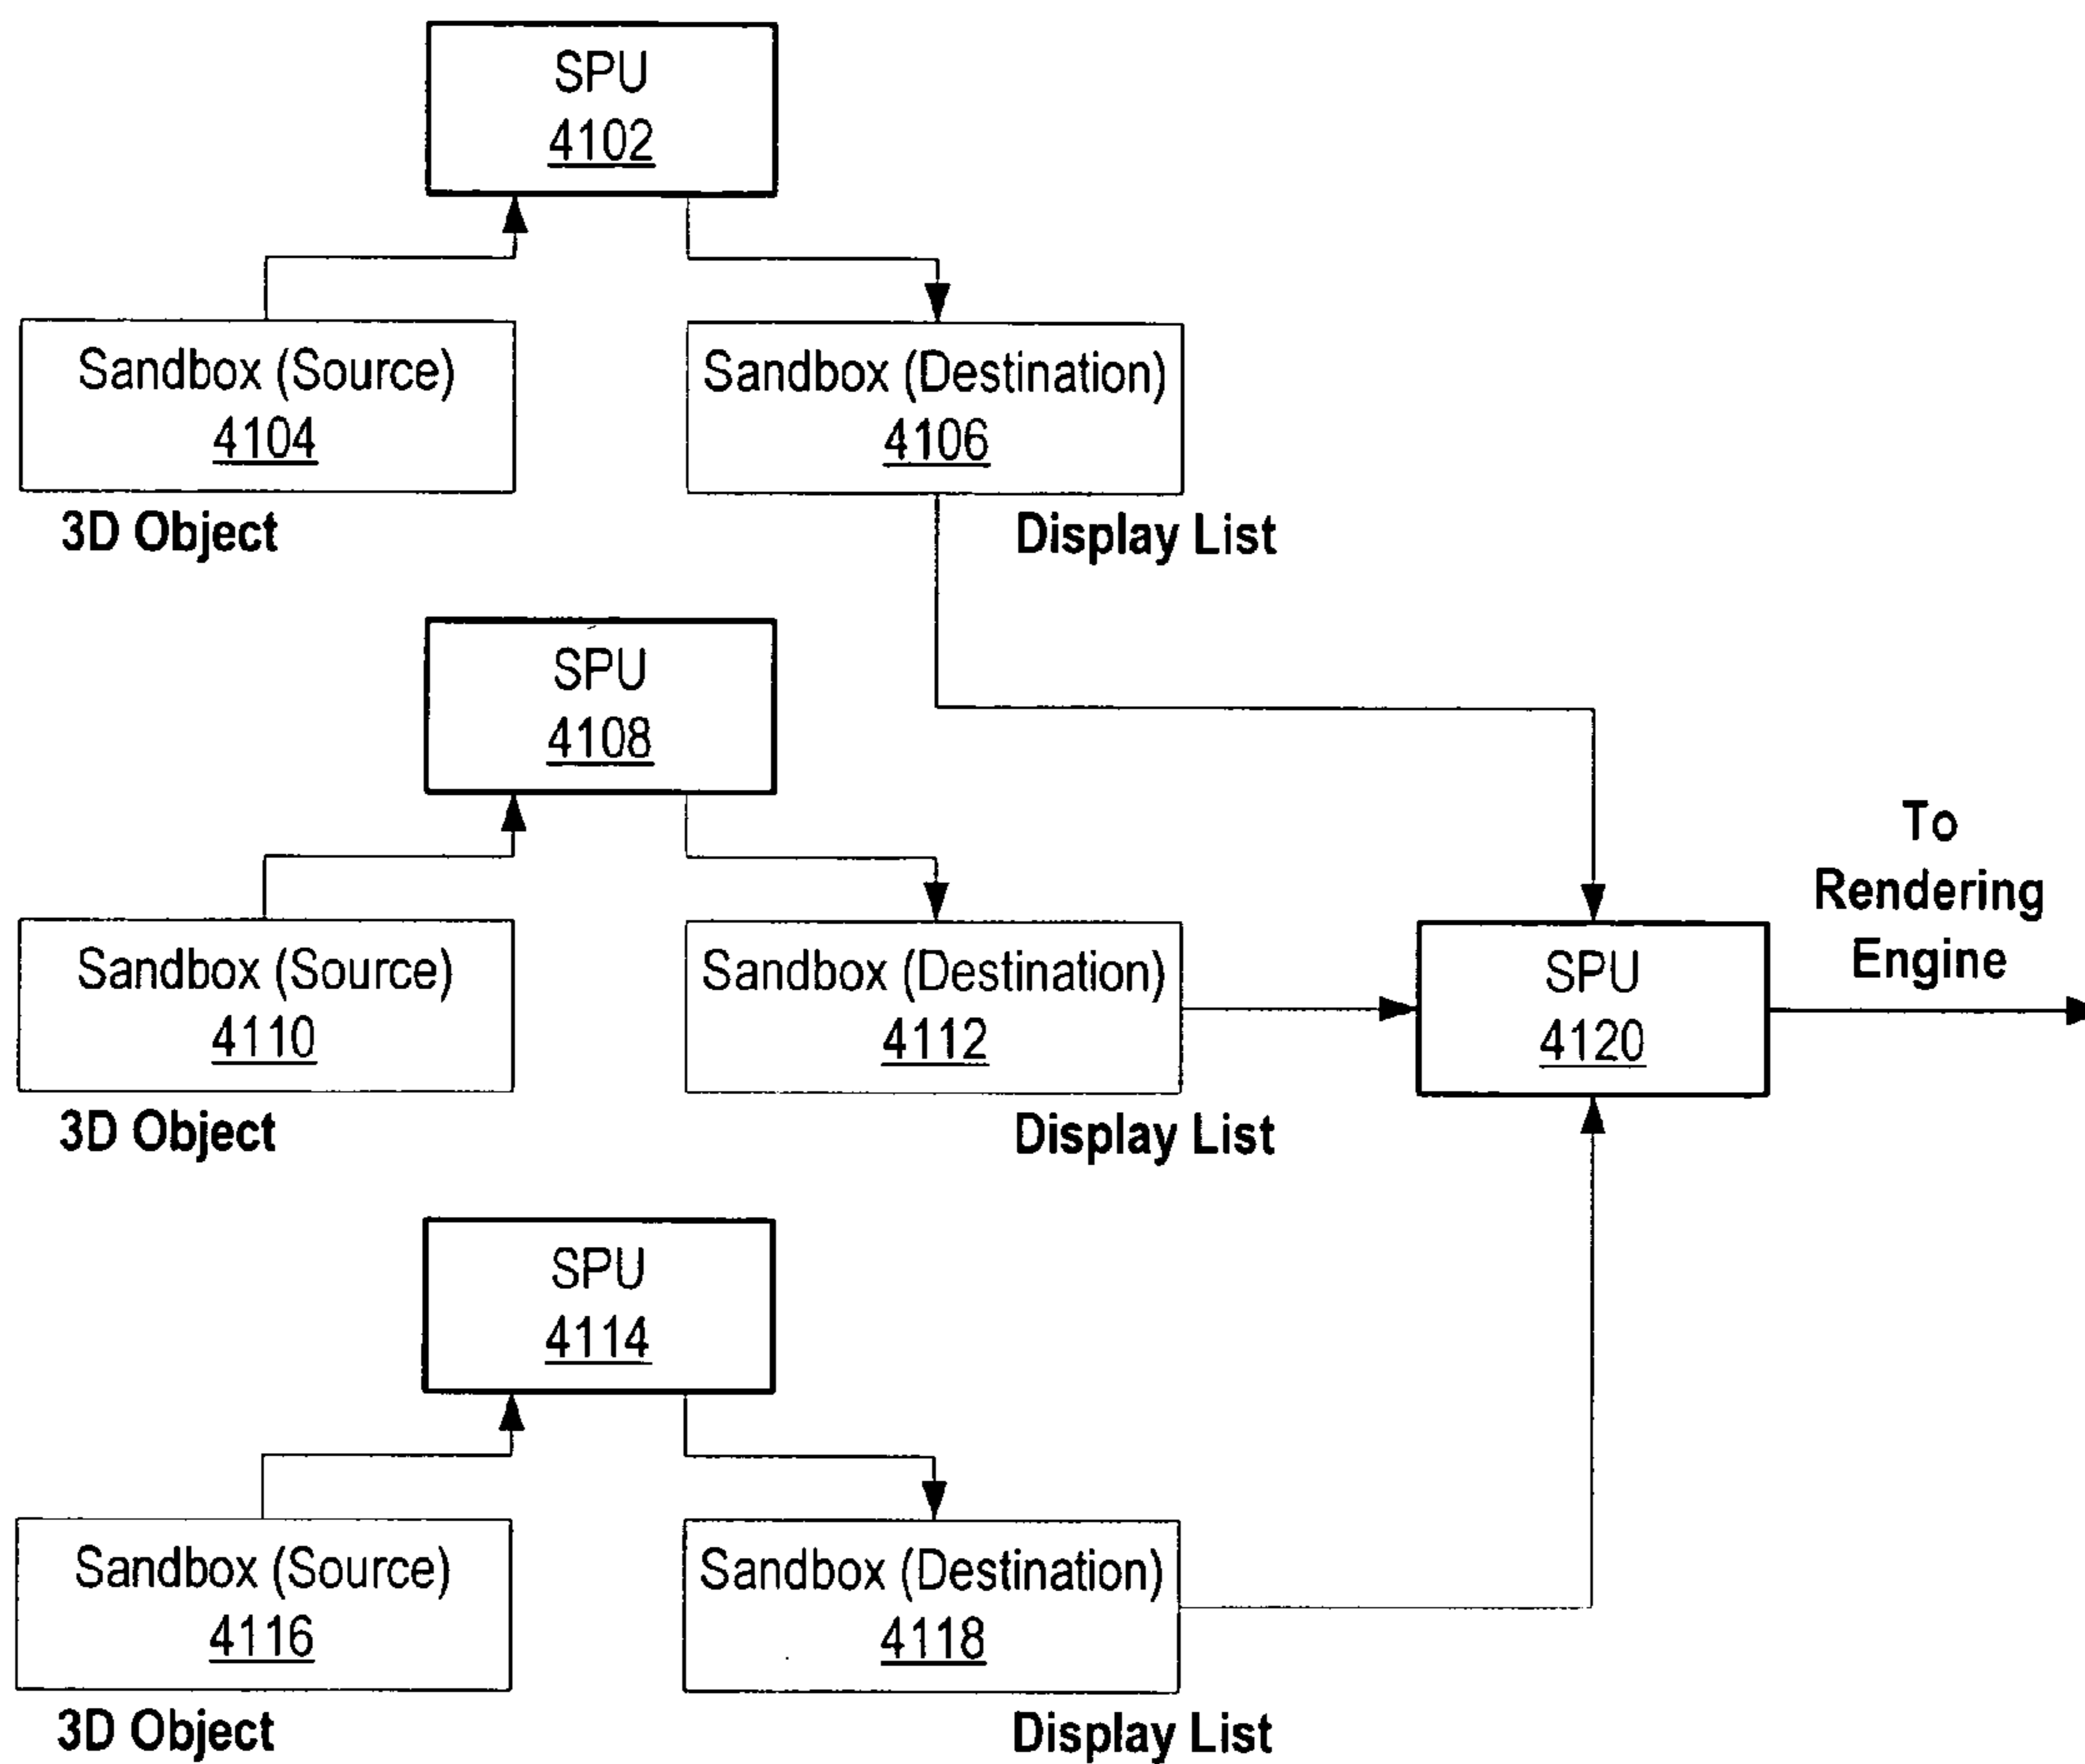 SPU
4102
Sandbox (Source)
4104
Sandbox (Destination)
4106
3D Object
Display List
SPU
4108
Sandbox (Source)
4110
Sandbox (Destination)
4112
3D Object
Display List
To
Rendering
Engine
SPU
4120
SPU
4114
Sandbox (Source)
4116
Sandbox (Destination)
4118
3D Object
Display List